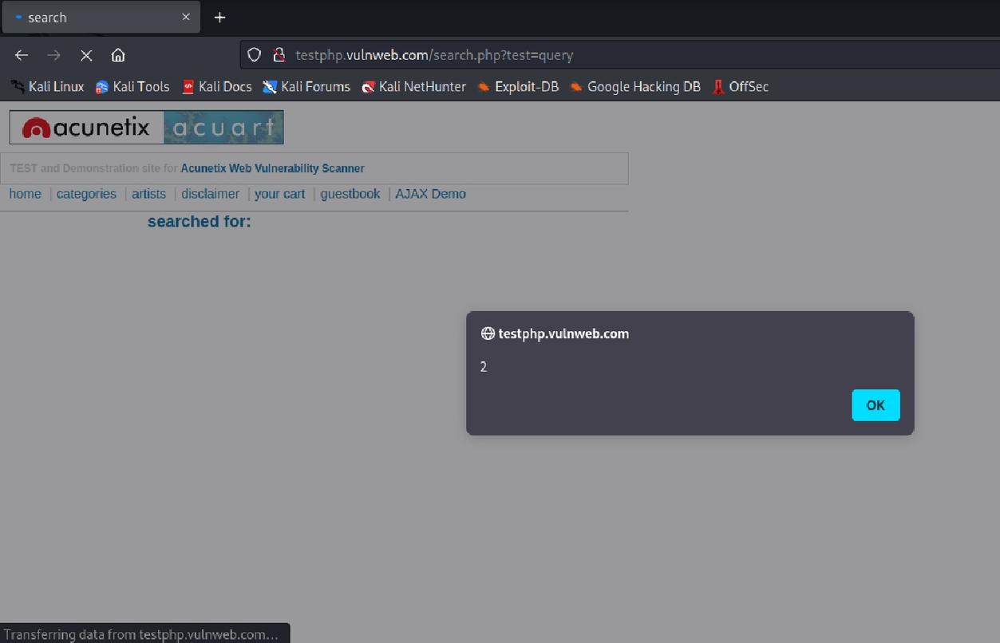 search
testphp.vulnweb.com/search.php?test=query
Kali Linux Kali Tools Kali Docs Kali Forums Kali NetHunter Exploit-DB Google Hacking DB OffSec
acunetix acuart
TEST and Demonstration site for Acunetix Web Vulnerability Scanner
home | categories | artists | disclaimer | your cart | guestbook | AJAX Demo
searched for:
testphp.vulnweb.com
2
OK
Transferring data from testphp.vulnweb.com...